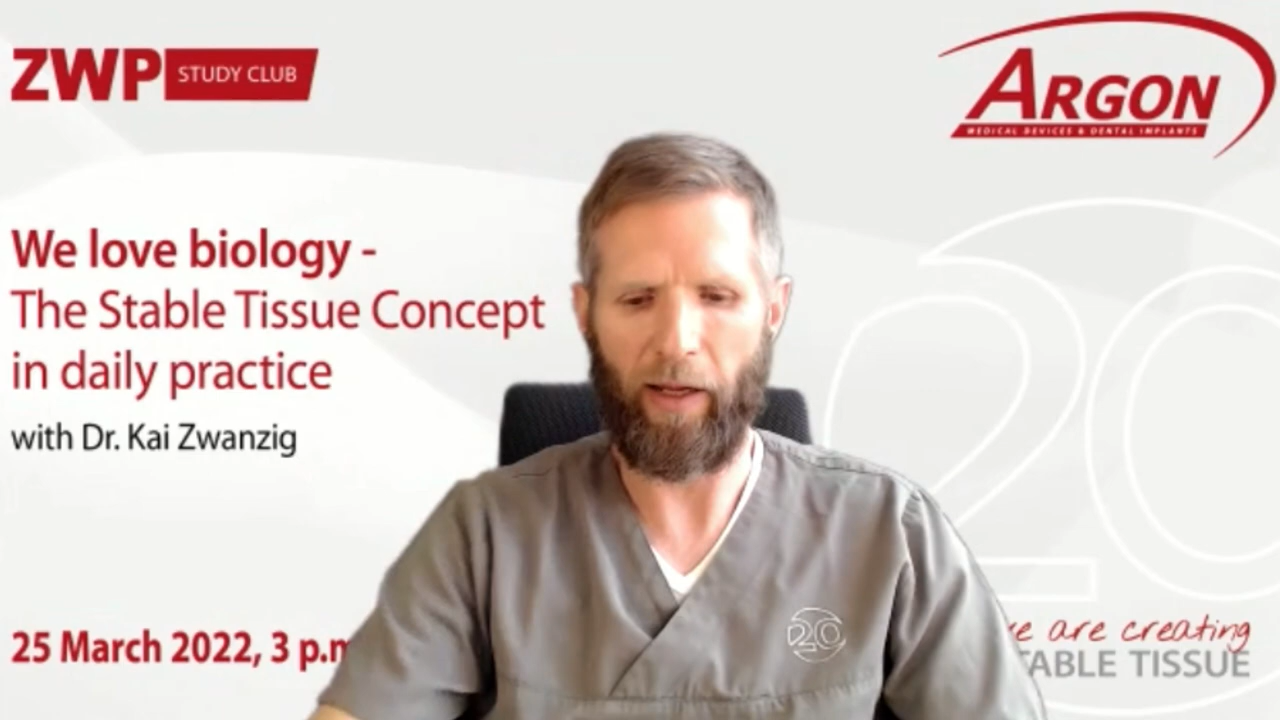 ZWP STUDY CLUB
ARGON
MEDICAL DEVICES & DENTAL IMPLANTS
We love biology -
The Stable Tissue Concept
in daily practice
with Dr. Kai Zwanzig
25 March 2022, 3 p.m
20
20
e are creating
TABLE TISSUE